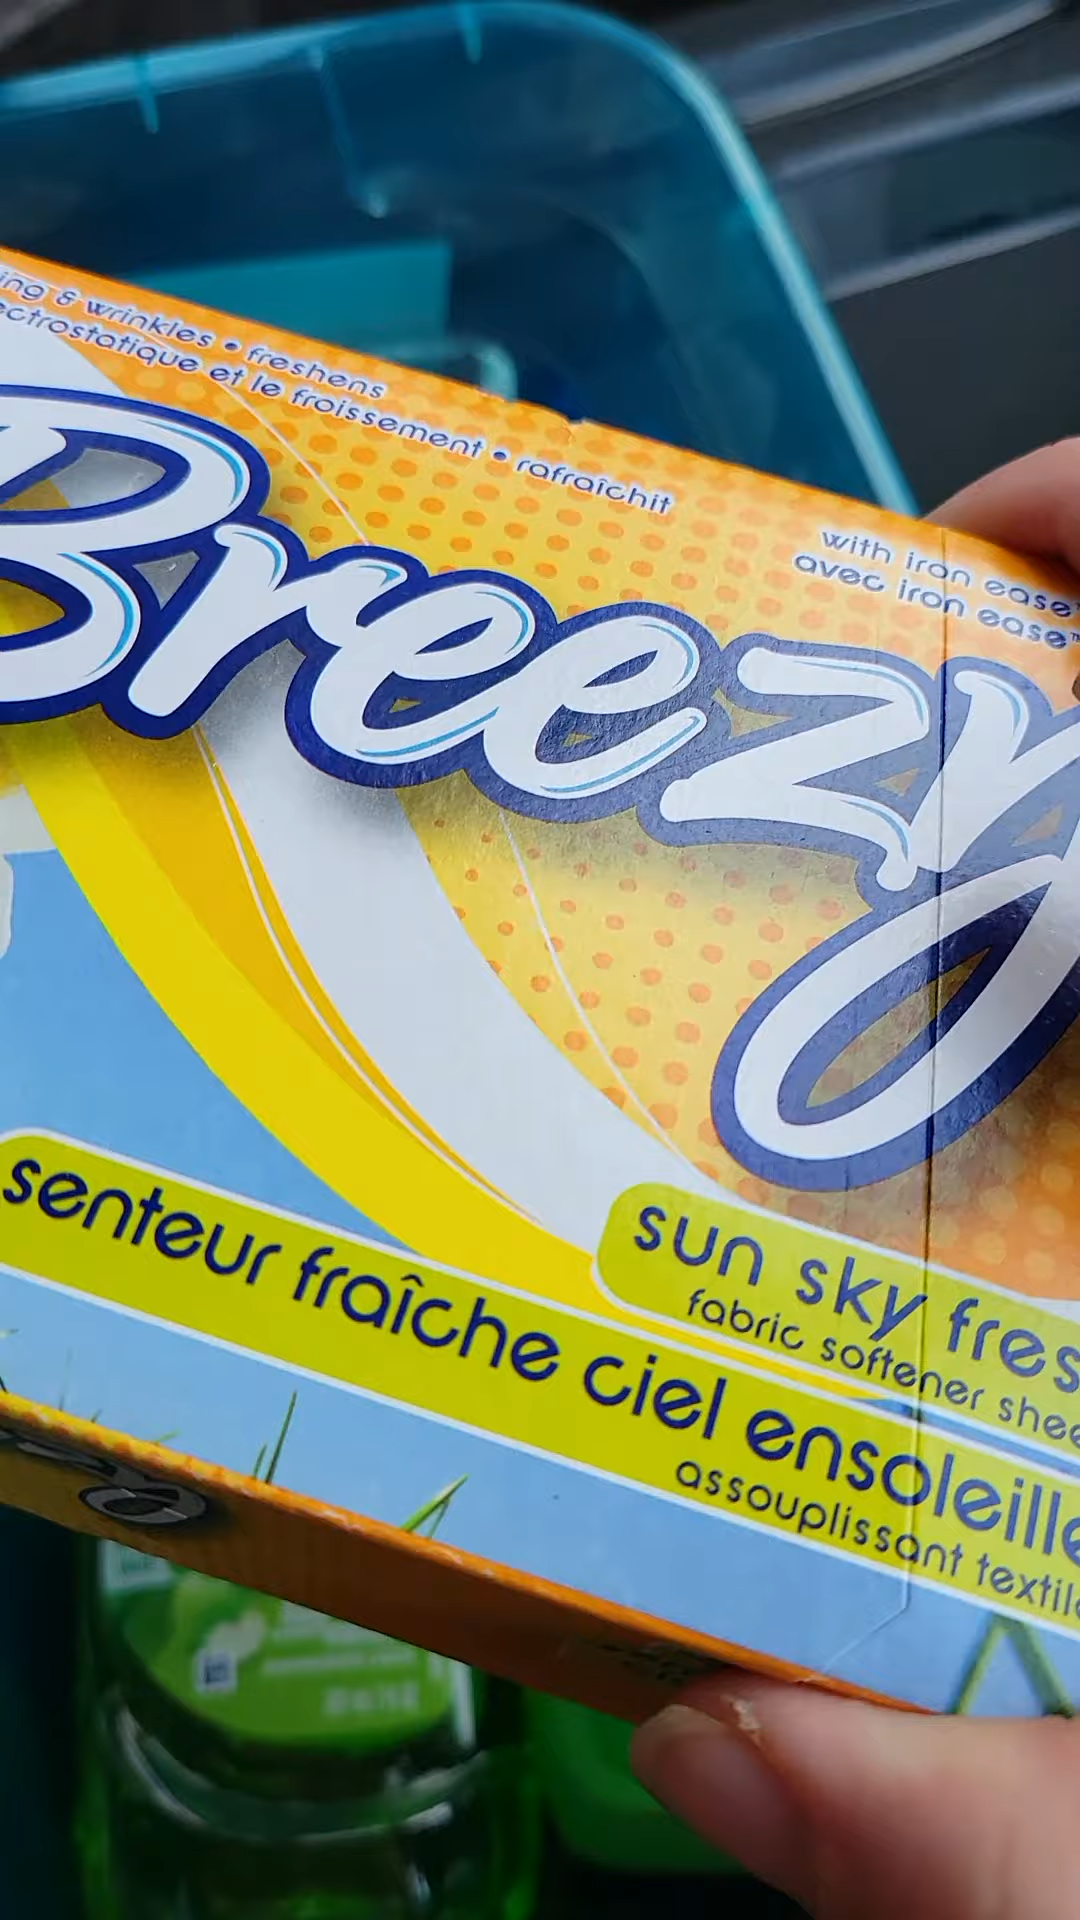 ing & wrinkles • freshens
ectrostatique et le froissement • rafraîchit
with iron ease™
avec iron ease™
Breezy
sun sky fres
fabric softener shee
senteur fraîche ciel ensoleillé
assouplissant textile